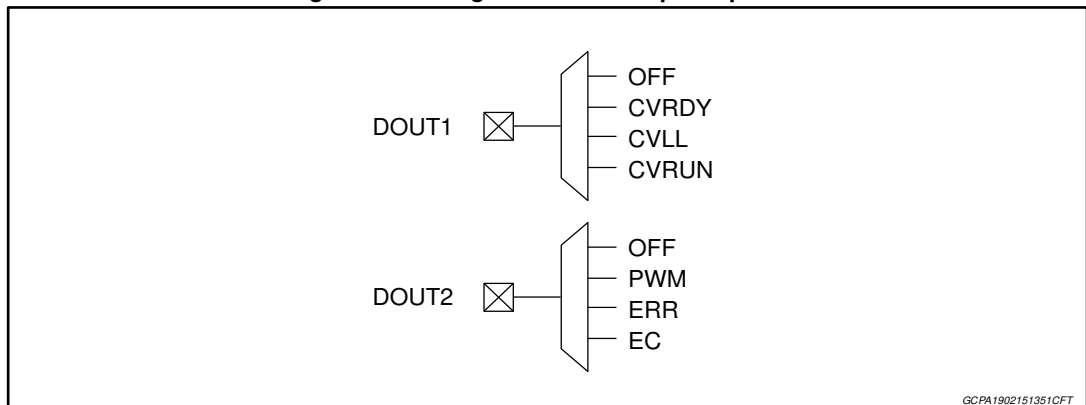 OFF
CVRDY
DOUT1
CVLL
CVRUN
OFF
PWM
DOUT2
ERR
EC
GCPA1902151351CFT